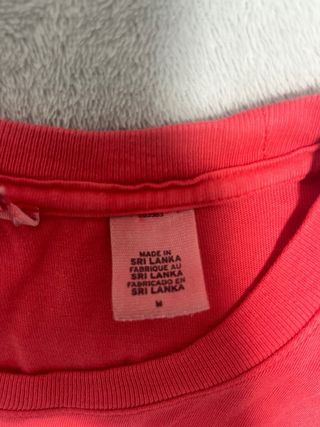 MADE IN
SRI LANKA
FABRIQUE AU
SRI LANKA
FABRICADO EN
SRI LANKA
M